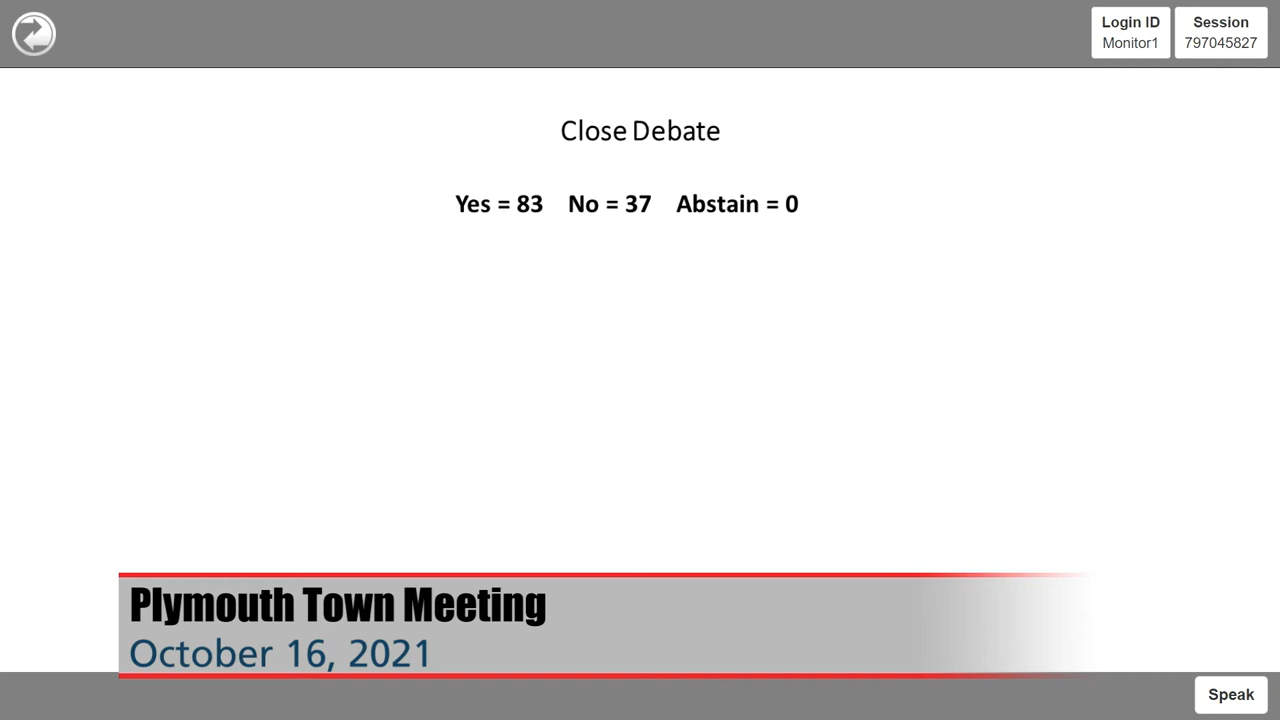 Login ID
Monitor1
Session
797045827
Close Debate
Yes = 83 No = 37 Abstain = 0
Plymouth Town Meeting
October 16, 2021
Speak